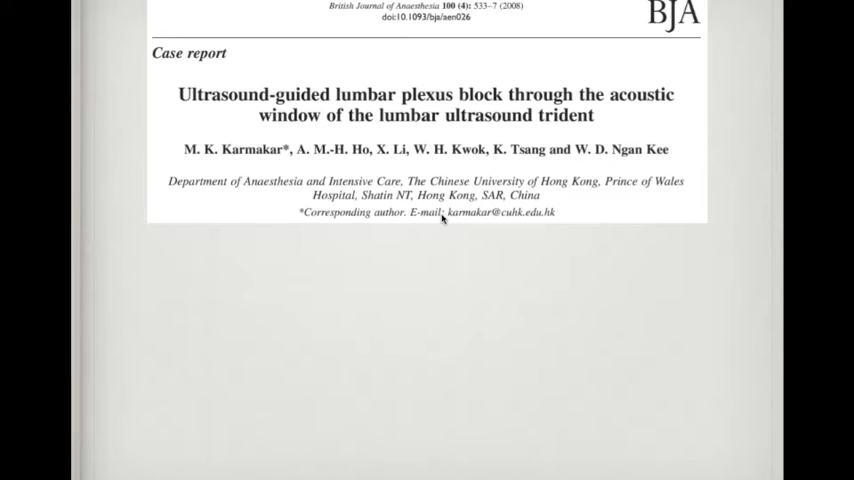 British Journal of Anaesthesia 100 (4): 533–7 (2008)
doi:10.1093/bja/aen026
BJA
Case report
Ultrasound-guided lumbar plexus block through the acoustic
window of the lumbar ultrasound trident
M. K. Karmakar*, A. M.-H. Ho, X. Li, W. H. Kwok, K. Tsang and W. D. Ngan Kee
Department of Anaesthesia and Intensive Care, The Chinese University of Hong Kong, Prince of Wales
Hospital, Shatin NT, Hong Kong, SAR, China
*Corresponding author. E-mail: karmakar@cuhk.edu.hk